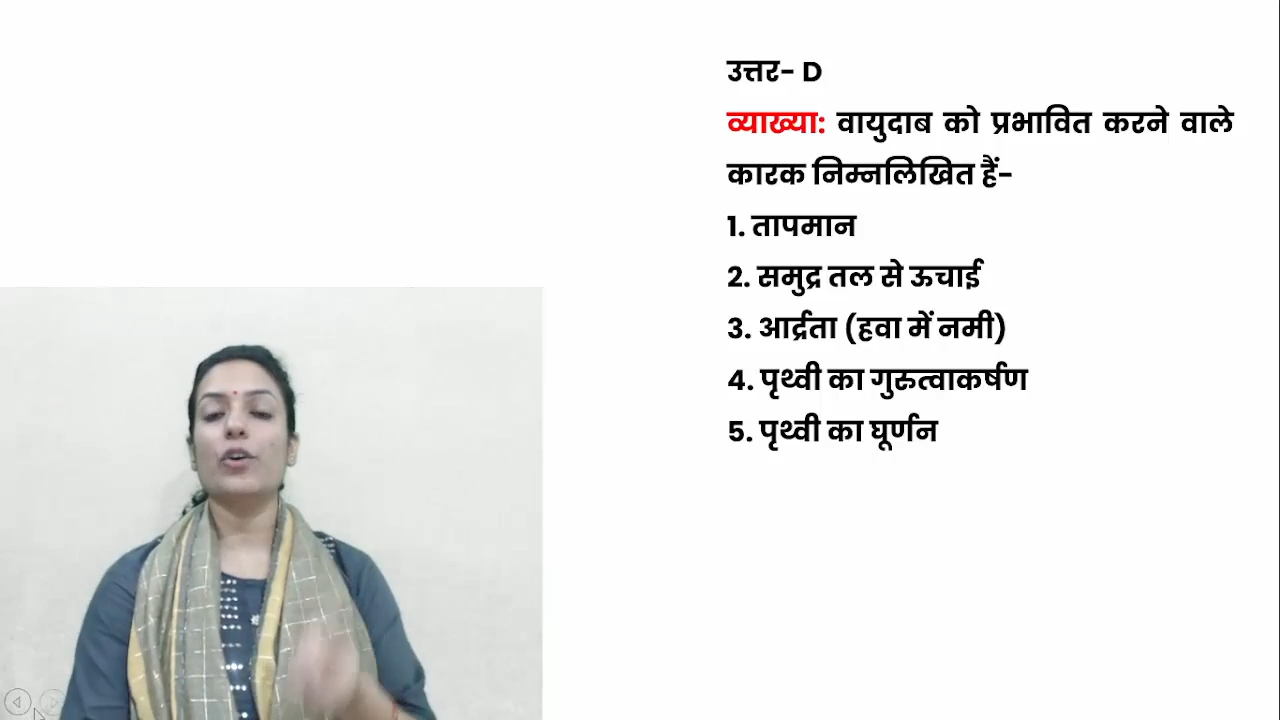 उत्तर- D
व्याख्या: वायुदाब को प्रभावित करने वाले
कारक निम्नलिखित हैं-
1. तापमान
2. समुद्र तल से ऊचाई
3. आर्द्रता (हवा में नमी)
4. पृथ्वी का गुरुत्वाकर्षण
5. पृथ्वी का घूर्णन